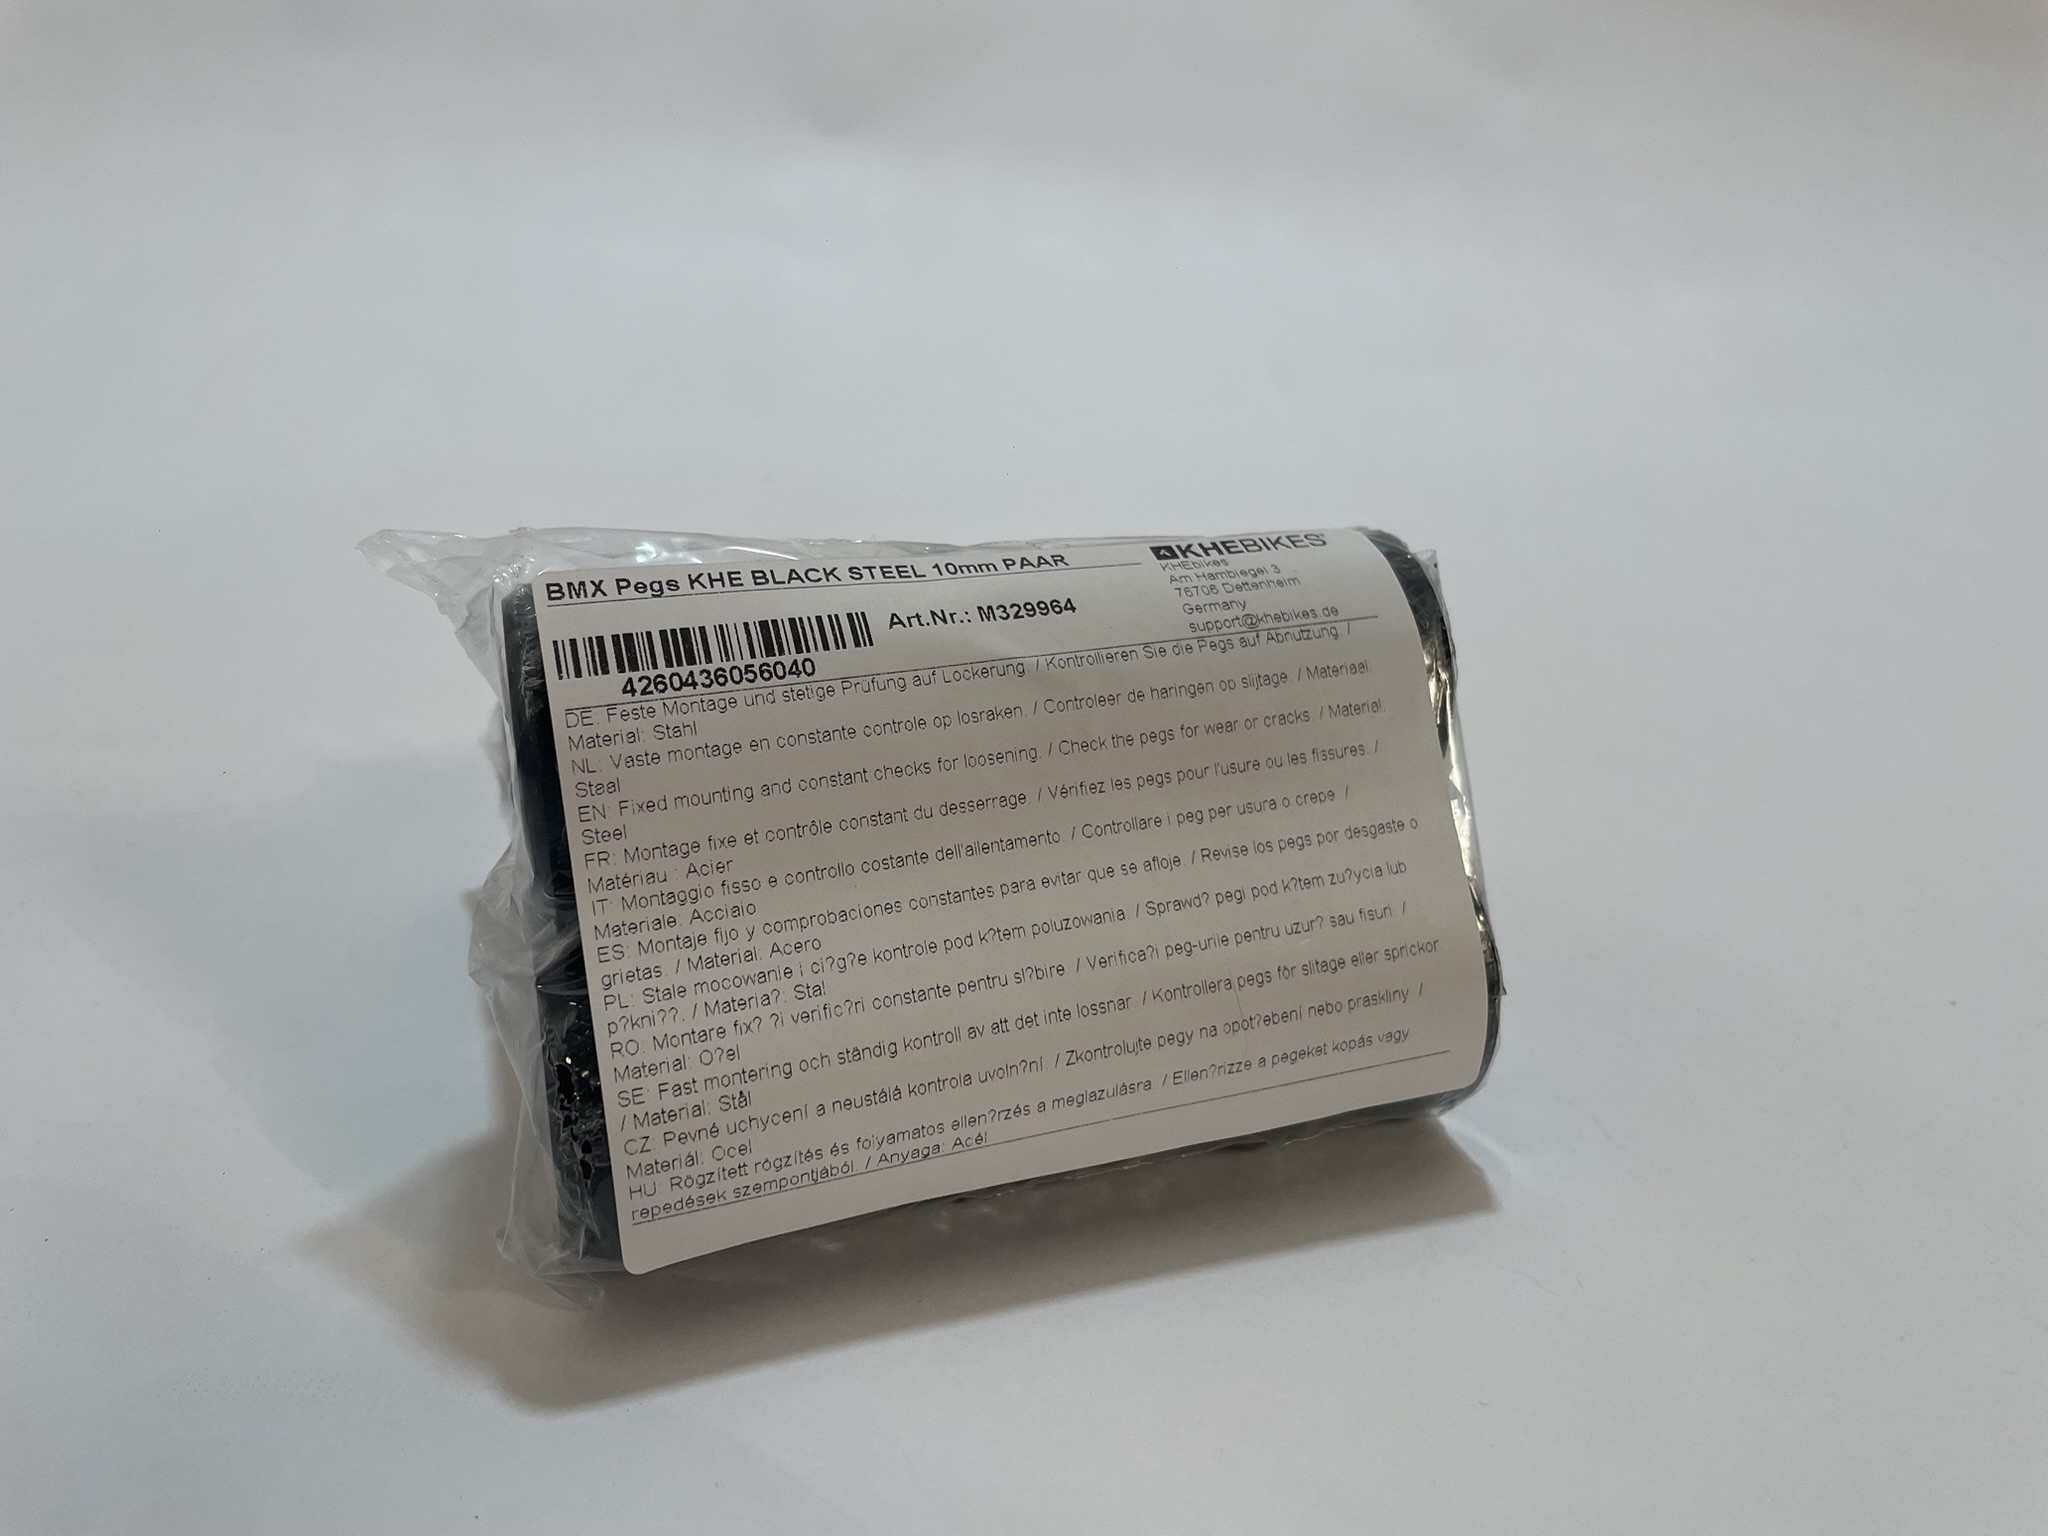 BMX Pegs KHE BLACK STEEL 10mm PAAR
KHEBIKES
KHEbikes
Am Hambiegel 3
76706 Dettenheim
Germany
support@khebikes.de
Art.Nr.: M329964
4260436056040
DE: Feste Montage und stetige Prüfung auf Lockerung. / Kontrollieren Sie die Pegs auf Abnutzung. /
Material: Stahl
NL: Vaste montage en constante controle op losraken. / Controleer de haringen op slijtage. / Materiaal:
Staal
EN: Fixed mounting and constant checks for loosening. / Check the pegs for wear or cracks. / Material:
Steel
FR: Montage fixe et contrôle constant du desserrage. / Vérifiez les pegs pour l'usure ou les fissures. /
Matériau : Acier
IT: Montaggio fisso e controllo costante dell'allentamento. / Controllare i peg per usura o crepe. /
Materiale: Acciaio
ES: Montaje fijo y comprobaciones constantes para evitar que se afloje. / Revise los pegs por desgaste o
grietas. / Material: Acero
PL: Stale mocowanie i ci?g?e kontrole pod k?tem poluzowania. / Sprawd? pegi pod k?tem zu?ycia lub
p?kni??. / Materia?: Stal
RO: Montare fix? ?i verific?ri constante pentru sl?bire. / Verifica?i peg-urile pentru uzur? sau fisuri. /
Material: O?el
SE: Fast montering och ständig kontroll av att det inte lossnar. / Kontrollera pegs för slitage eller sprickor.
/ Material: Stål
CZ: Pevné uchycení a neustálá kontrola uvoln?ní. / Zkontrolujte pegy na opot?ebení nebo praskliny. /
Materiál: Ocel
HU: Rögzített rögzítés és folyamatos ellen?rzés a meglazulásra. / Ellen?rizze a pegeket kopás vagy
repedések szempontjából. / Anyaga: Acél